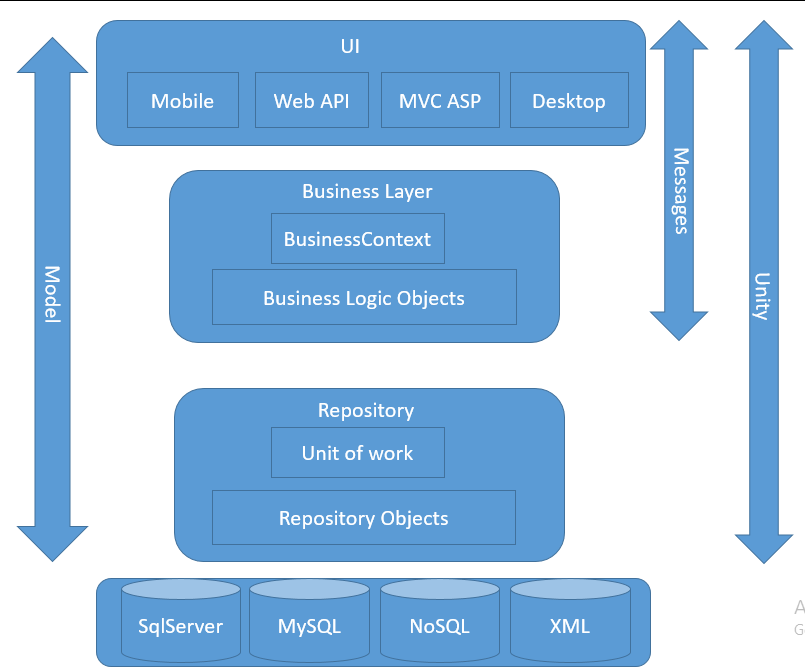 UI
Mobile
Web API
MVC ASP
Desktop
Business Layer
BusinessContext
Business Logic Objects
Repository
Unit of work
Repository Objects
SqlServer
MySQL
NoSQL
XML
Model
Messages
Unity